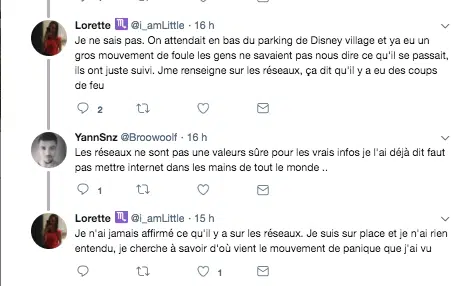 Lorette ♏ @i_amLittle · 16 h
Je ne sais pas. On attendait en bas du parking de Disney village et ya eu un
gros mouvement de foule les gens ne savaient pas nous dire ce qu'il se passait,
ils ont juste suivi. Jme renseigne sur les réseaux, ça dit qu'il y a eu des coups
de feu
2
YannSnz @Broowoolf · 16 h
Les réseaux ne sont pas une valeurs sûre pour les vrais infos je l'ai déjà dit faut
pas mettre internet dans les mains de tout le monde ..
1
Lorette ♏ @i_amLittle · 15 h
Je n'ai jamais affirmé ce qu'il y a sur les réseaux. Je suis sur place et je n'ai rien
entendu, je cherche à savoir d'où vient le mouvement de panique que j'ai vu
1